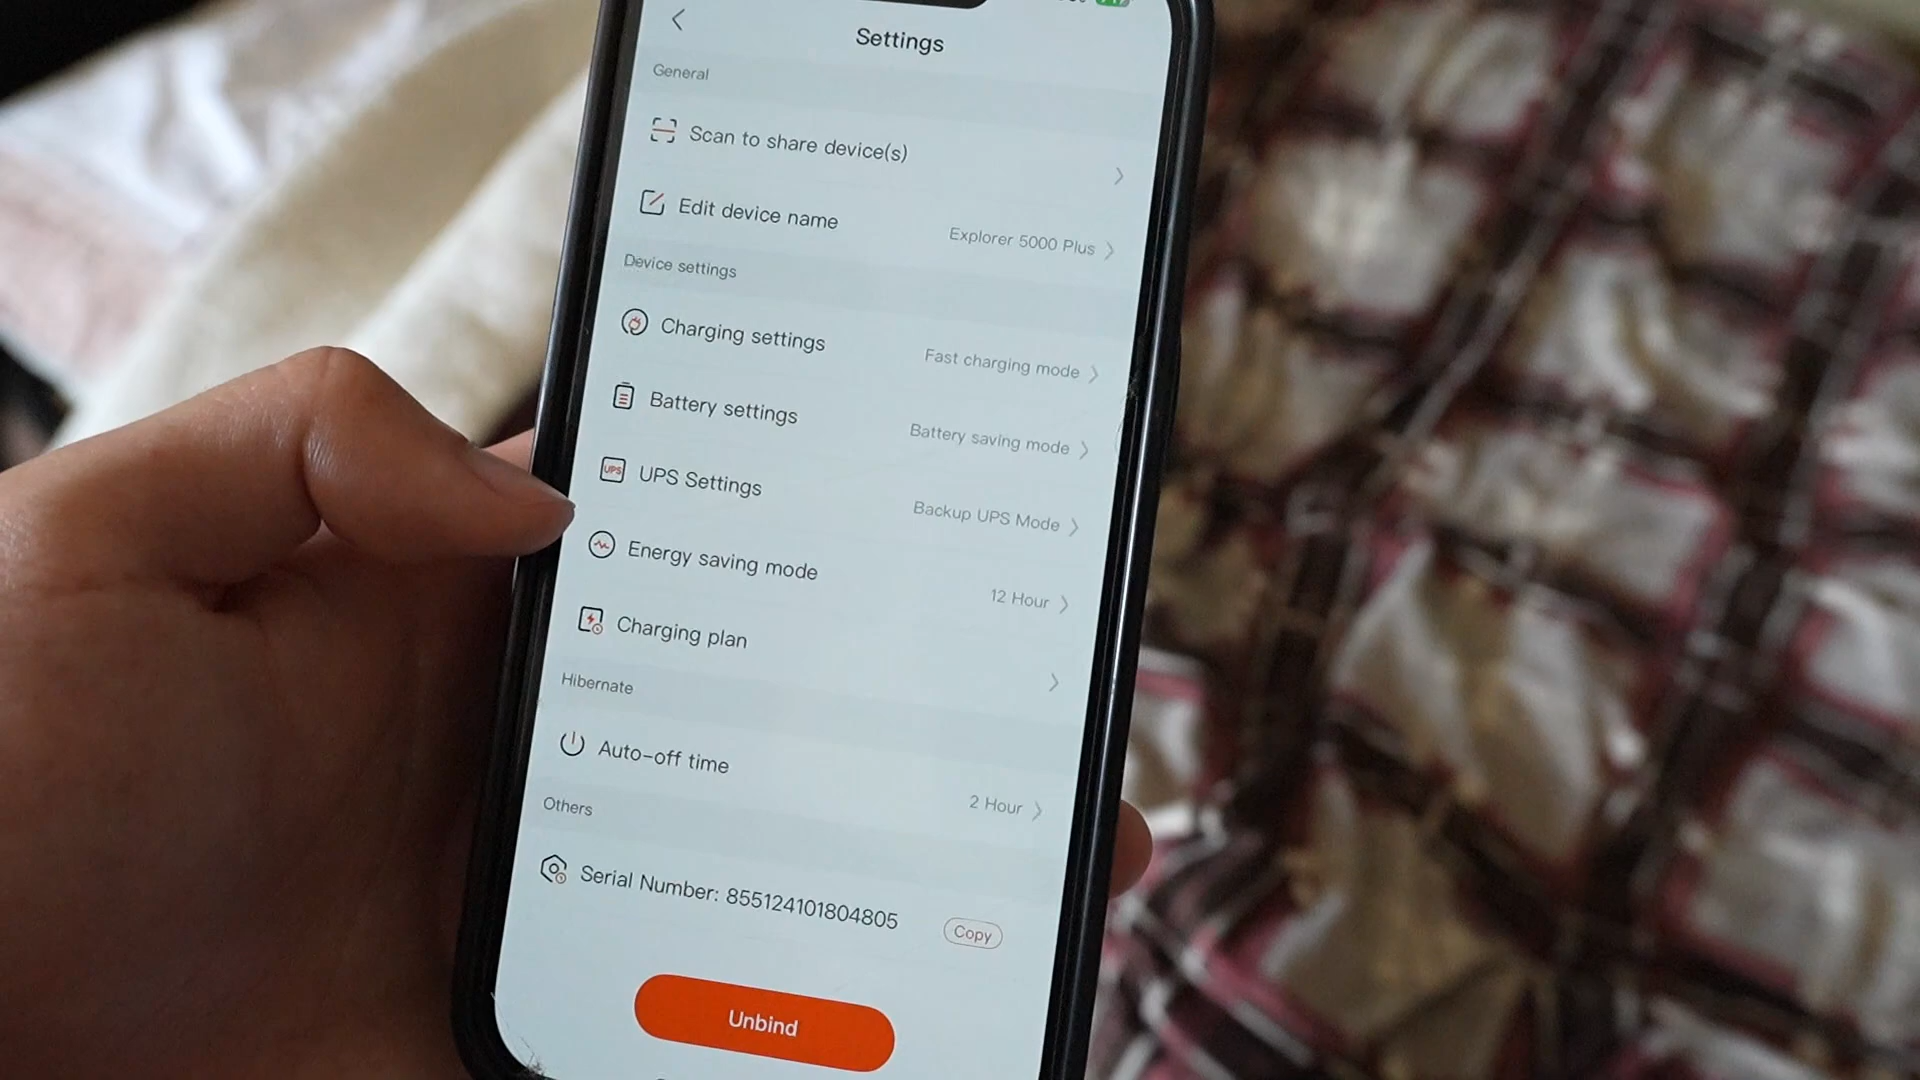 Settings
General
Scan to share device(s)
Edit device name
Explorer 5000 Plus
Device settings
Charging settings
Fast charging mode
Battery settings
Battery saving mode
UPS
UPS Settings
Backup UPS Mode
Energy saving mode
12 Hour
Charging plan
Hibernate
Auto-off time
2 Hour
Others
Serial Number: 855124101804805
Copy
Unbind